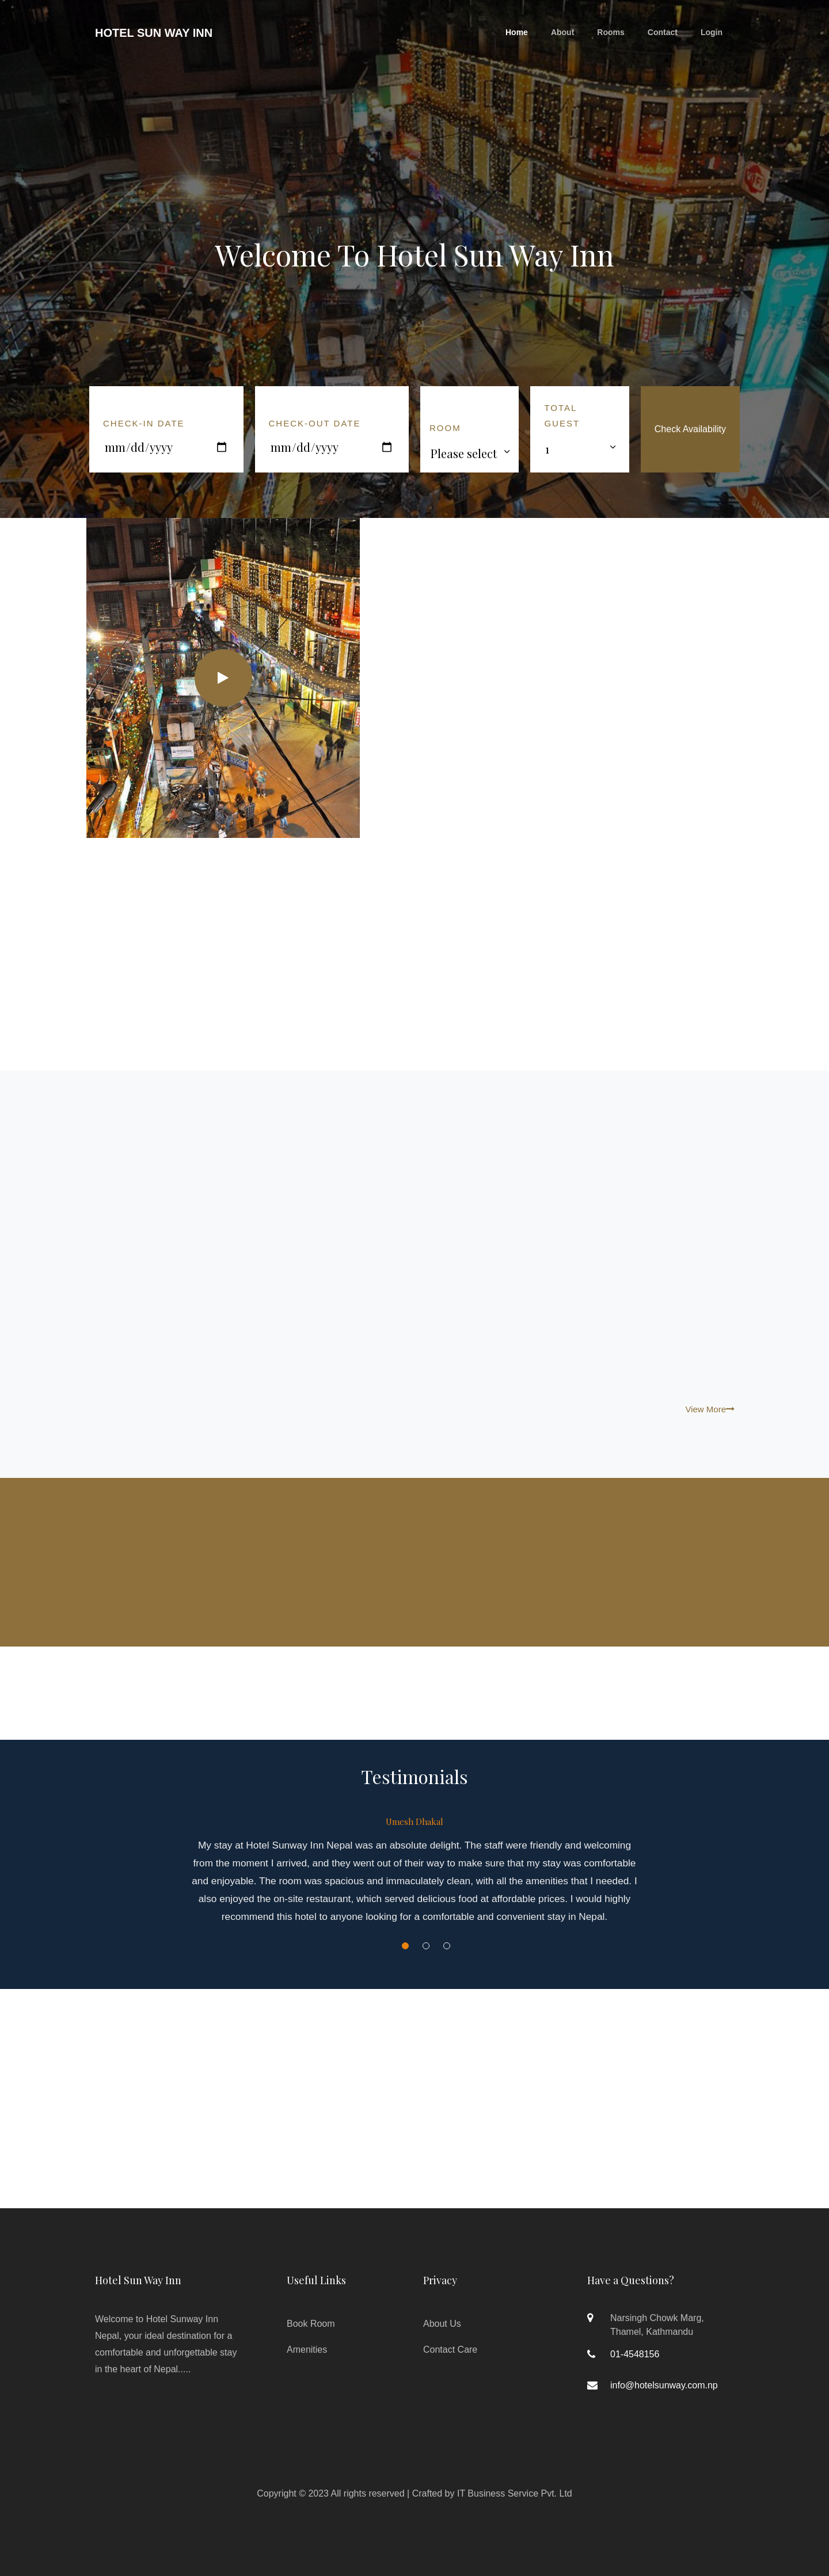 HOTEL SUN WAY INN
Home About Rooms Contact Login
Welcome To Hotel Sun Way Inn
CHECK-IN DATE
mm/dd/yyyy
CHECK-OUT DATE
mm/dd/yyyy
ROOM
Please select
TOTAL
GUEST
1
Check Availability
View More
Testimonials
Umesh Dhakal
My stay at Hotel Sunway Inn Nepal was an absolute delight. The staff were friendly and welcoming
from the moment I arrived, and they went out of their way to make sure that my stay was comfortable
and enjoyable. The room was spacious and immaculately clean, with all the amenities that I needed. I
also enjoyed the on-site restaurant, which served delicious food at affordable prices. I would highly
recommend this hotel to anyone looking for a comfortable and convenient stay in Nepal.
Hotel Sun Way Inn
Welcome to Hotel Sunway Inn
Nepal, your ideal destination for a
comfortable and unforgettable stay
in the heart of Nepal.....
Useful Links
Book Room
Amenities
Privacy
About Us
Contact Care
Have a Questions?
Narsingh Chowk Marg,
Thamel, Kathmandu
01-4548156
info@hotelsunway.com.np
Copyright © 2023 All rights reserved | Crafted by IT Business Service Pvt. Ltd